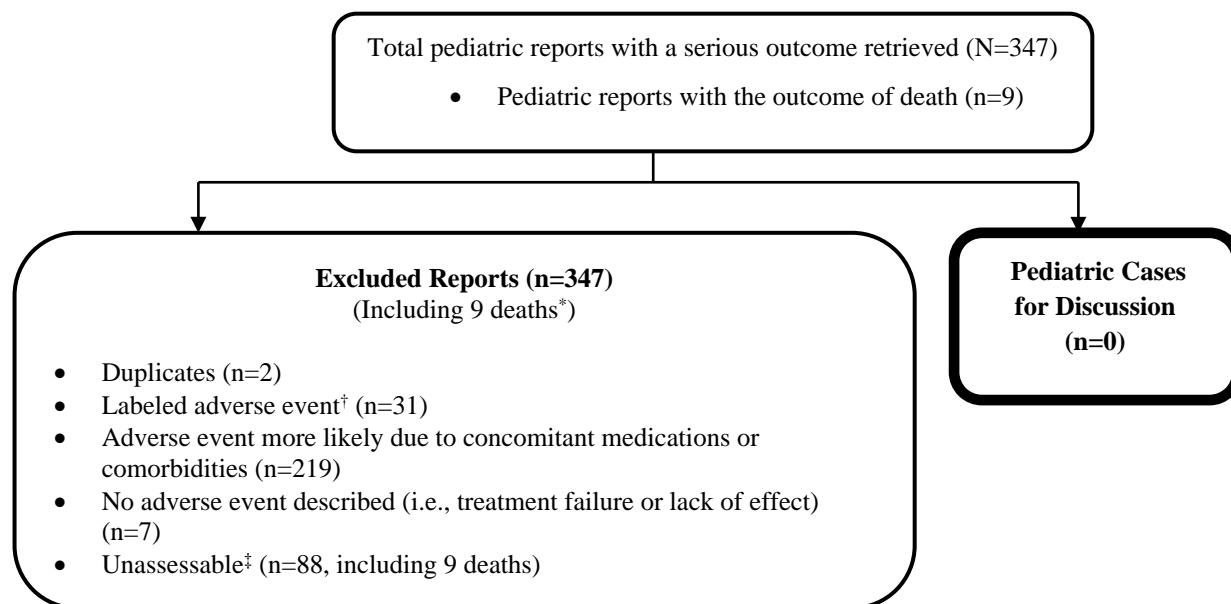 Total pediatric reports with a serious outcome retrieved (N=347)
• Pediatric reports with the outcome of death (n=9)
Excluded Reports (n=347)
(Including 9 deaths*)
• Duplicates (n=2)
• Labeled adverse event† (n=31)
• Adverse event more likely due to concomitant medications or
comorbidities (n=219)
• No adverse event described (i.e., treatment failure or lack of effect)
(n=7)
• Unassessable‡ (n=88, including 9 deaths)
Pediatric Cases
for Discussion
(n=0)